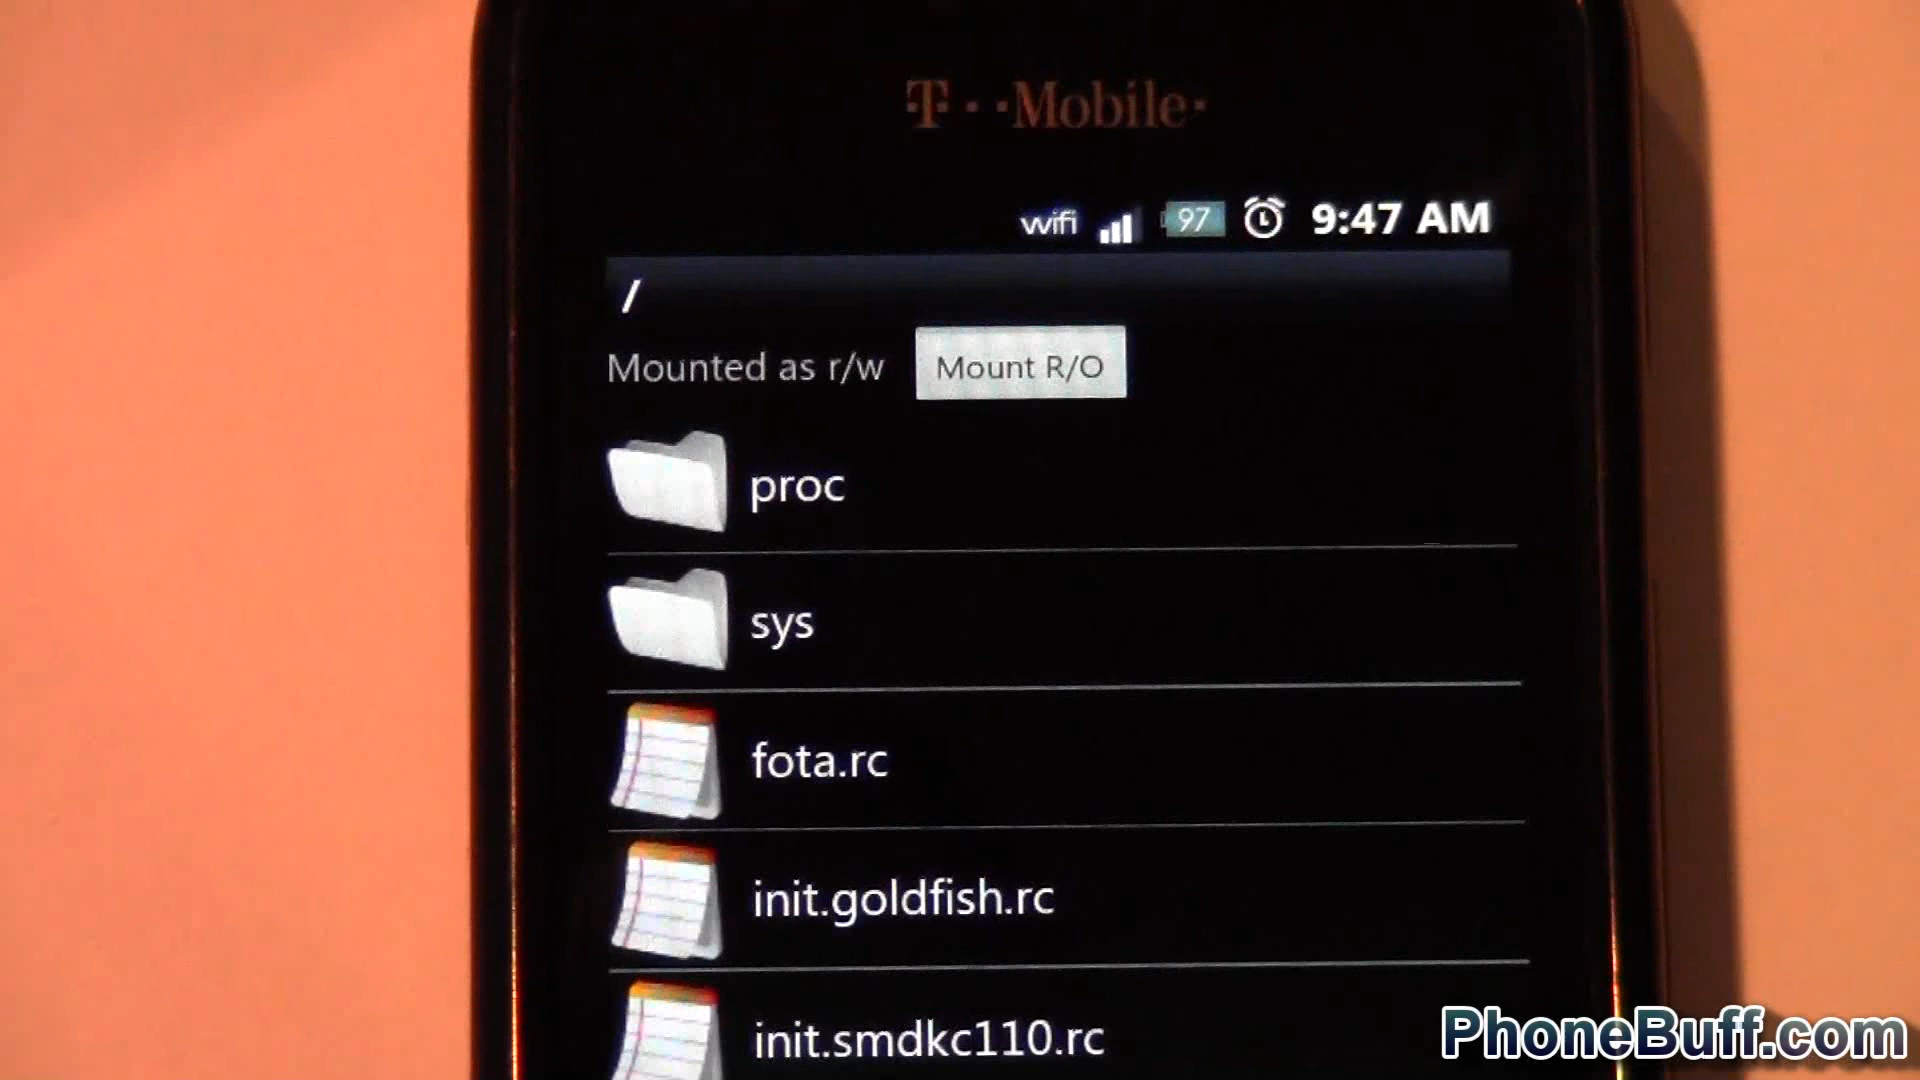 T··Mobile·
wifi 97 9:47 AM
/
Mounted as r/w Mount R/O
proc
sys
fota.rc
init.goldfish.rc
init.smdkc110.rc
PhoneBuff.com